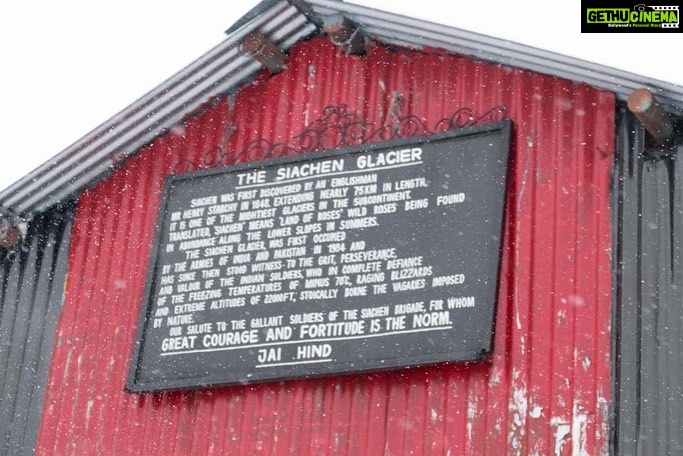 GETHU CINEMA
Kollywood's Personal Diary
THE SIACHEN GLACIER
SIACHEN WAS FIRST DISCOVERED BY AN ENGLISHMAN
MR HENRY STARCHY IN 1848. EXTENDING NEARLY 75KM IN LENGTH,
IT IS ONE OF THE MIGHTIEST GLACIERS IN THE SUBCONTINENT.
TRANSLATED, 'SIACHEN' MEANS 'LAND OF ROSES' WILD ROSES BEING FOUND
IN ABUNDANCE ALONG THE LOWER SLOPES IN SUMMERS.
THE SIACHEN GLACIER, WAS FIRST OCCUPIED
BY THE ARMIES OF INDIA AND PAKISTAN IN 1984 AND
HAS SINCE THEN STOOD WITNESS TO THE GRIT, PERSEVERANCE,
AND VALOUR OF THE INDIAN SOLDIERS, WHO IN COMPLETE DEFIANCE
OF THE FREEZING TEMPERATURES OF MINUS 70°C, RAGING BLIZZARDS
AND EXTREME ALTITUDES OF 22000FT, STOICALLY BORNE THE VAGARIES IMPOSED
BY NATURE.
OUR SALUTE TO THE GALLANT SOLDIERS OF THE SIACHEN BRIGADE, FOR WHOM
GREAT COURAGE AND FORTITUDE IS THE NORM.
JAI HIND